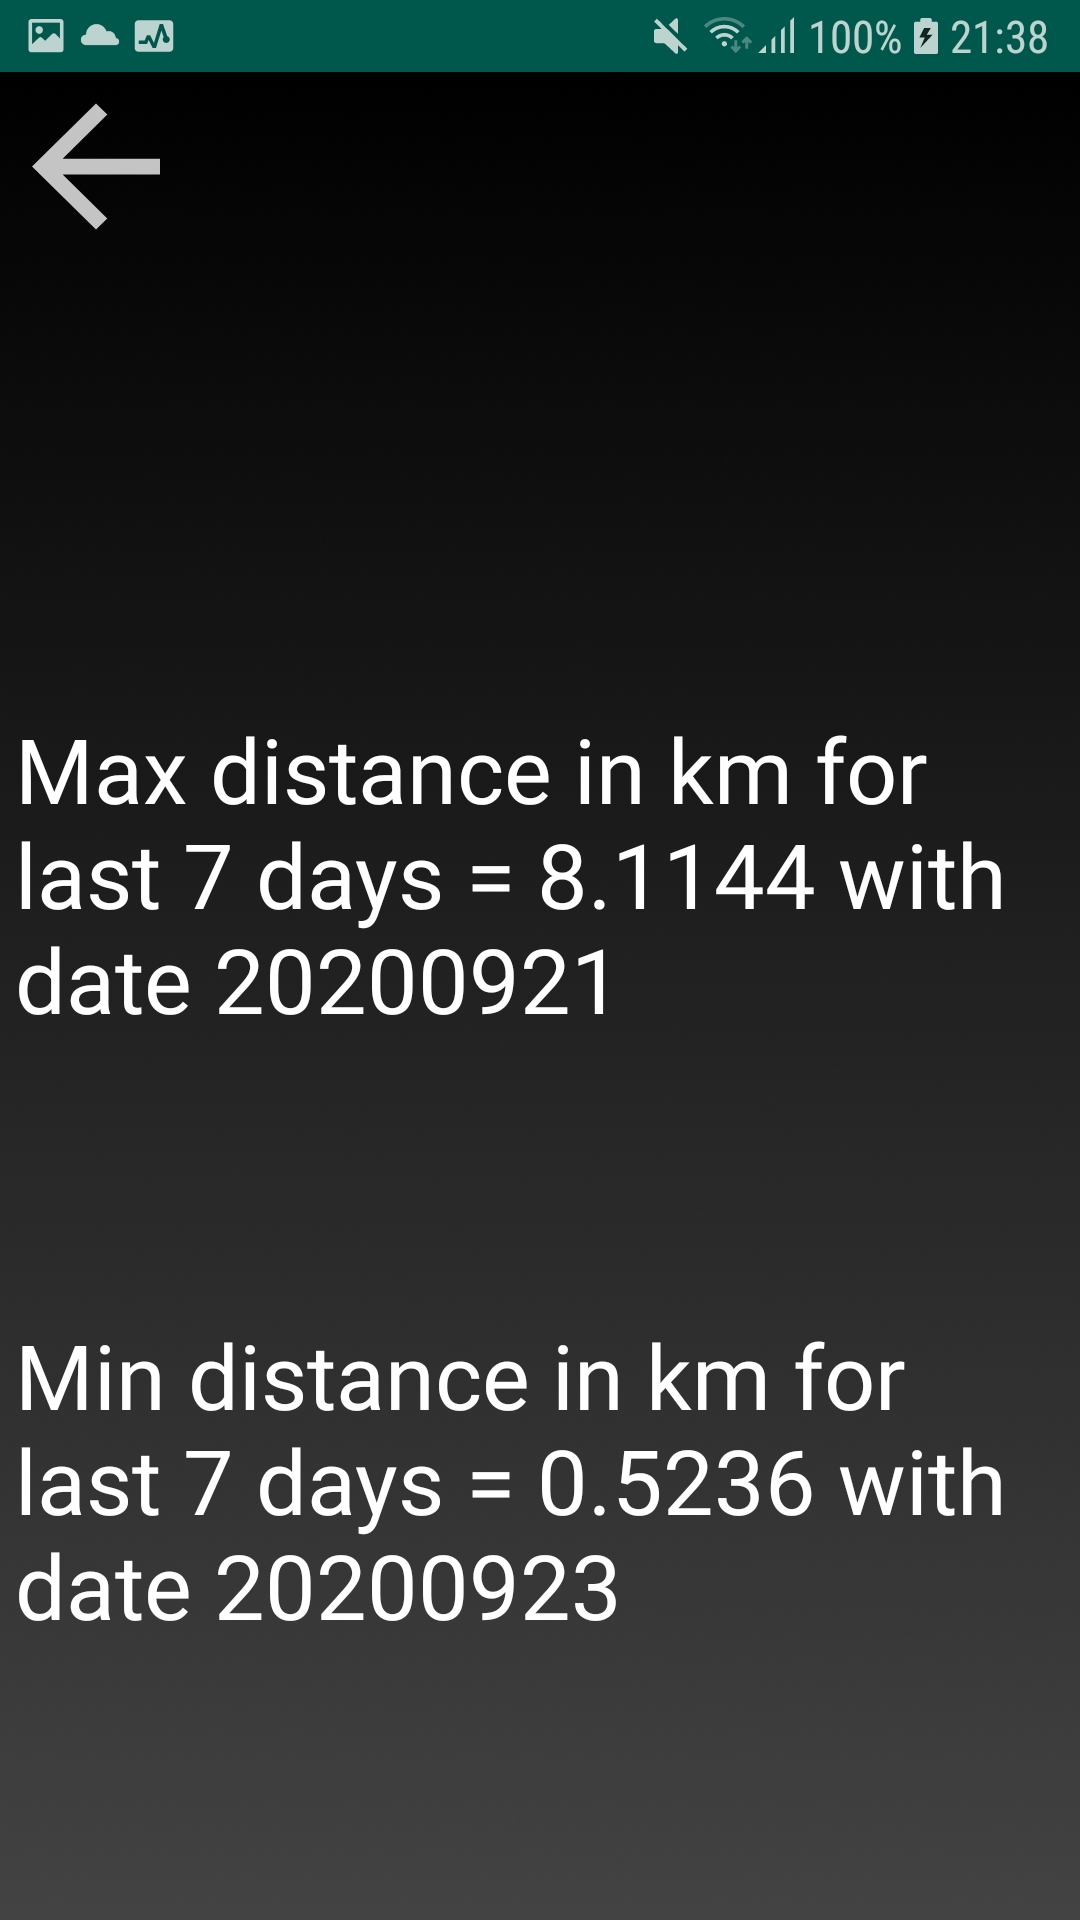 100% 21:38
Max distance in km for
last 7 days = 8.1144 with
date 20200921
Min distance in km for
last 7 days = 0.5236 with
date 20200923